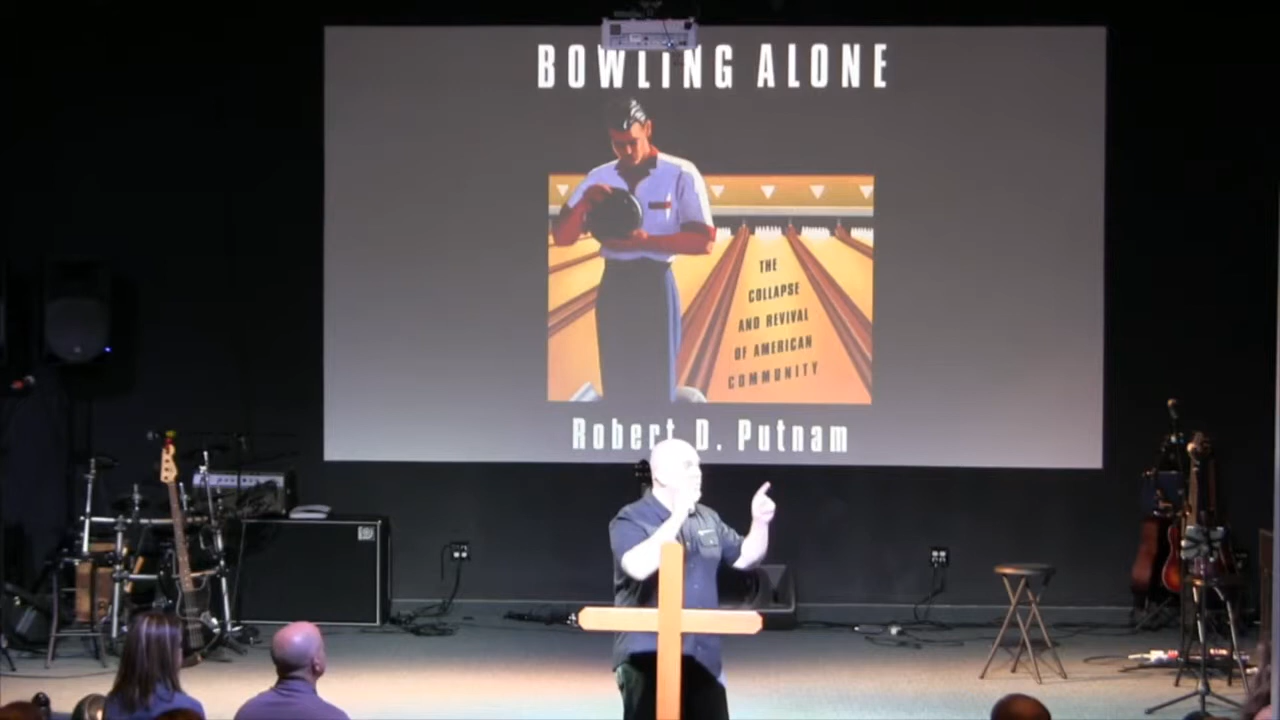 BOWLING ALONE
THE
COLLAPSE
AND REVIVAL
OF AMERICAN
COMMUNITY
Robert D. Putnam